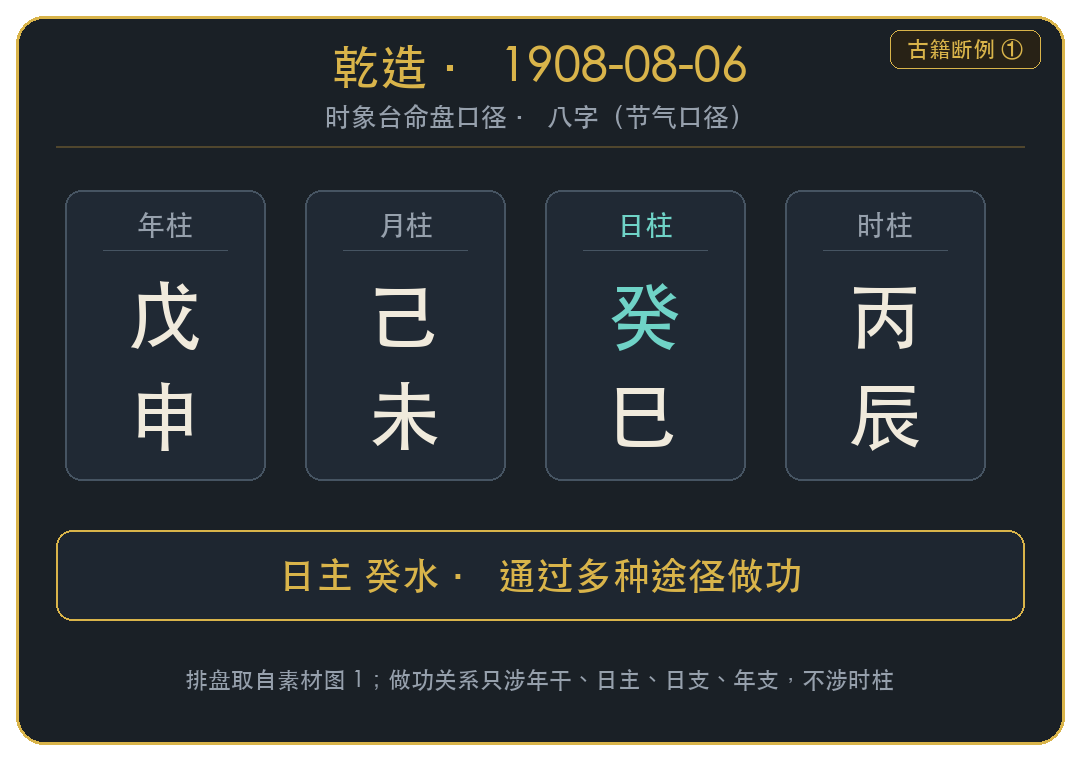 乾造 · 1908-08-06
古籍断例 ①
时象台命盘口径 · 八字（节气口径）
年柱 月柱 日柱 时柱
戊 己 癸 丙
申 未 巳 辰
日主 癸水 · 通过多种途径做功
排盘取自素材图 1；做功关系只涉年干、日主、日支、年支，不涉时柱